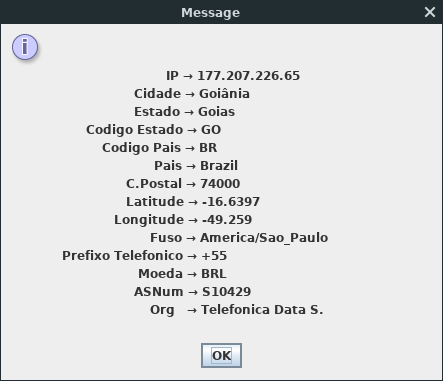 Message
IP → 177.207.226.65
Cidade → Goiânia
Estado → Goias
Codigo Estado → GO
Codigo Pais → BR
Pais → Brazil
C.Postal → 74000
Latitude → -16.6397
Longitude → -49.259
Fuso → America/Sao_Paulo
Prefixo Telefonico → +55
Moeda → BRL
ASNum → S10429
Org → Telefonica Data S.
OK